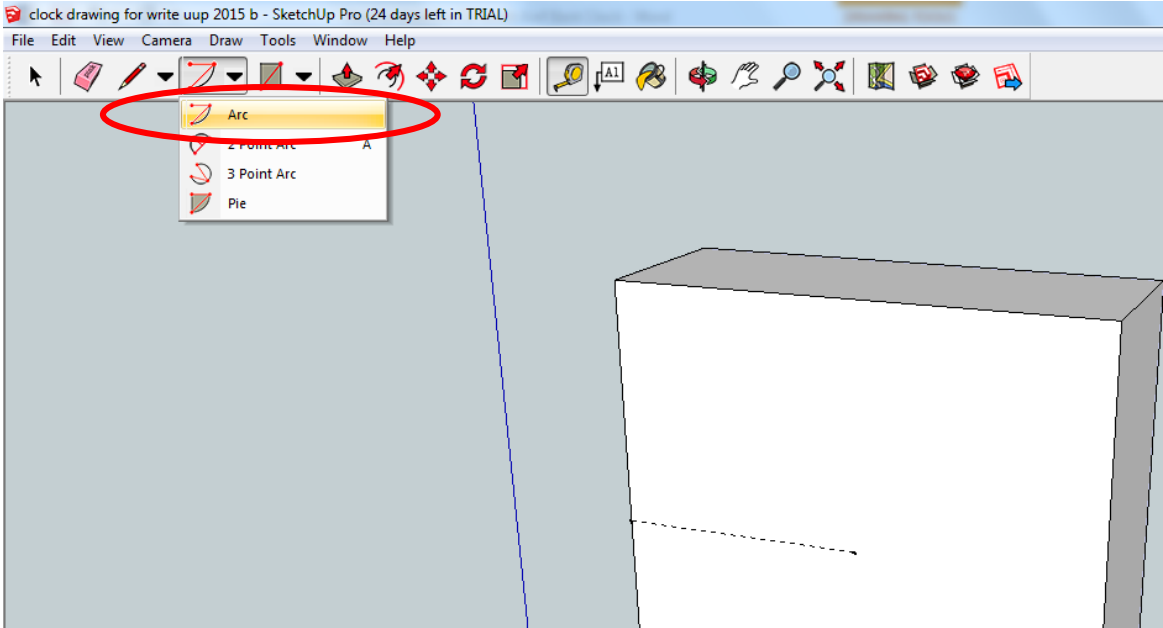 clock drawing for write uup 2015 b - SketchUp Pro (24 days left in TRIAL)
File Edit View Camera Draw Tools Window Help
A1
Arc
2 Point Arc A
3 Point Arc
Pie